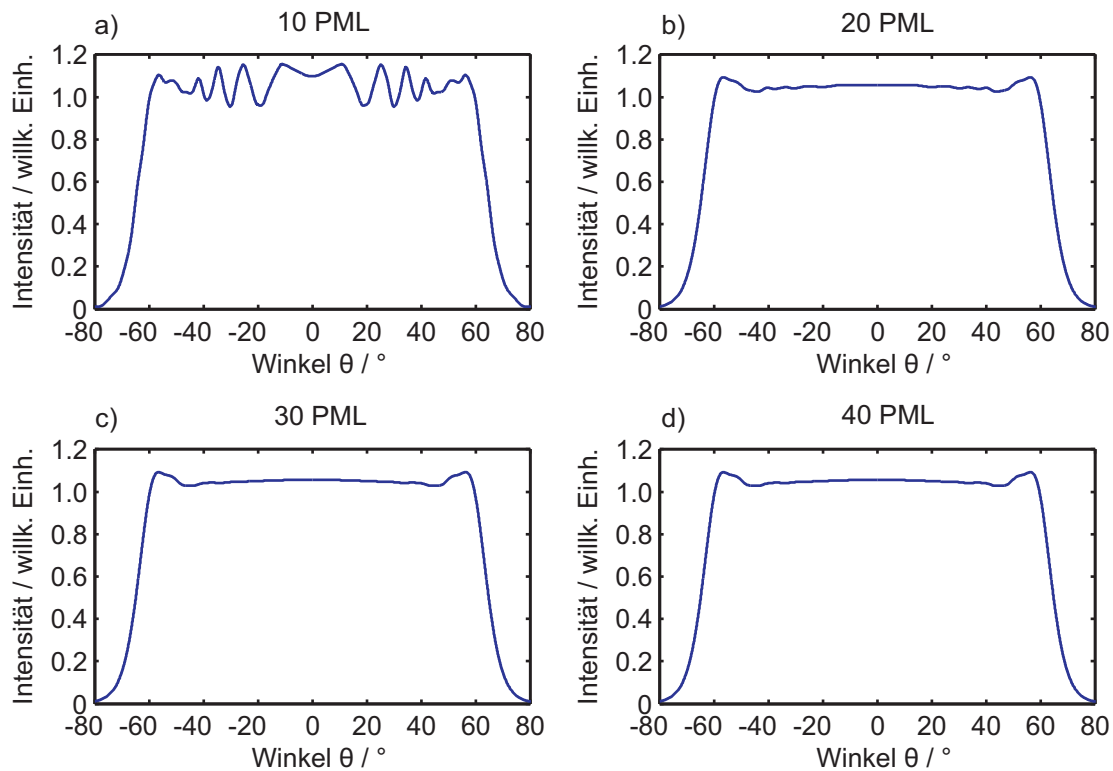 a) 10 PML
Intensität / willk. Einh.
1.2
1.0
0.8
0.6
0.4
0.2
0
-80 -60 -40 -20 0 20 40 60 80
Winkel θ / °
b) 20 PML
Intensität / willk. Einh.
1.2
1.0
0.8
0.6
0.4
0.2
0
-80 -60 -40 -20 0 20 40 60 80
Winkel θ / °
c) 30 PML
Intensität / willk. Einh.
1.2
1.0
0.8
0.6
0.4
0.2
0
-80 -60 -40 -20 0 20 40 60 80
Winkel θ / °
d) 40 PML
Intensität / willk. Einh.
1.2
1.0
0.8
0.6
0.4
0.2
0
-80 -60 -40 -20 0 20 40 60 80
Winkel θ / °